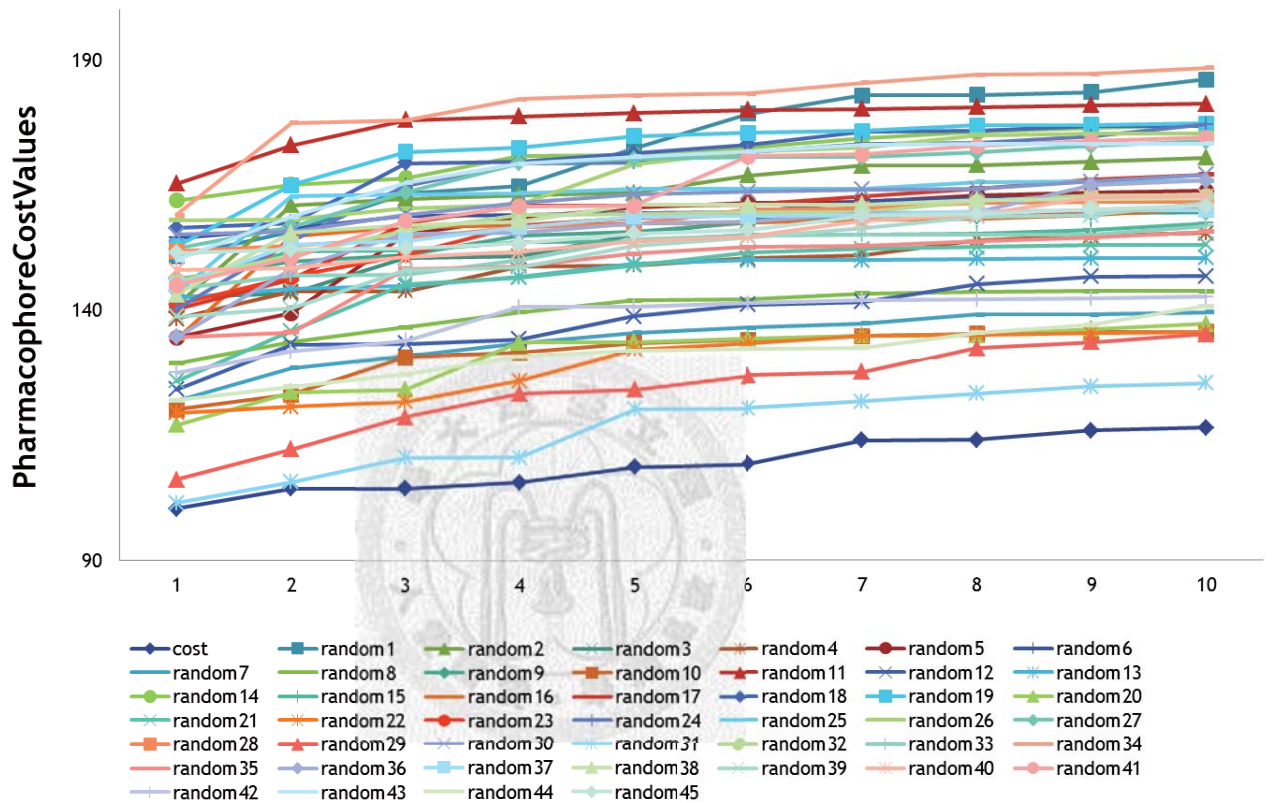 190
140
90
PharmacophoreCostValues
1 2 3 4 5 6 7 8 9 10
cost random1 random2 random3 random4 random5 random6
random7 random8 random9 random10 random11 random12 random13
random14 random15 random16 random17 random18 random19 random20
random21 random22 random23 random24 random25 random26 random27
random28 random29 random30 random31 random32 random33 random34
random35 random36 random37 random38 random39 random40 random41
random42 random43 random44 random45